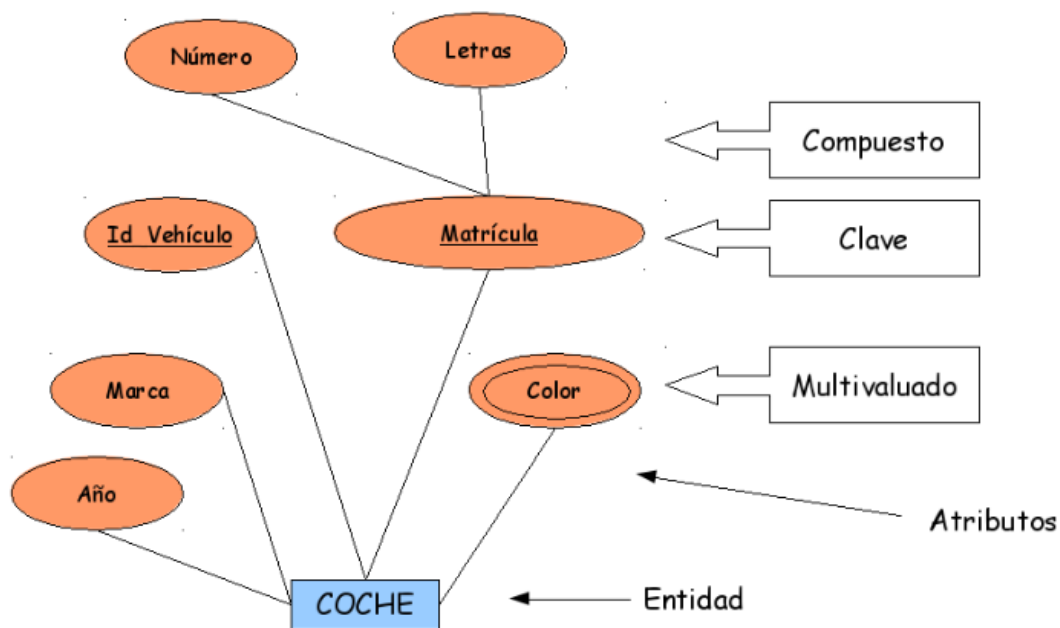 Número
Letras
Compuesto
Id Vehículo
Matrícula
Clave
Marca
Color
Multivaluado
Año
Atributos
COCHE
Entidad